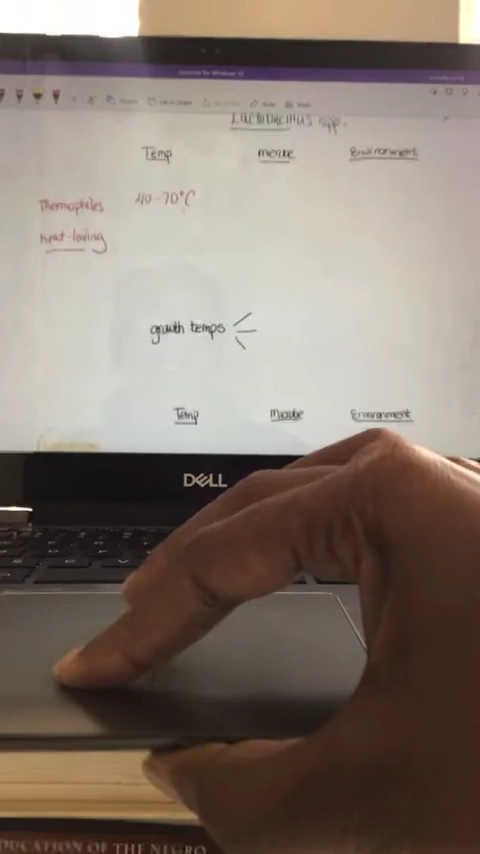 Lactobacillus spp.
Temp microbe Environment
Thermophiles 40-70°C
heat-loving
growth temps
Temp Microbe Environment
DELL
DUCATION OF THE NEGRO